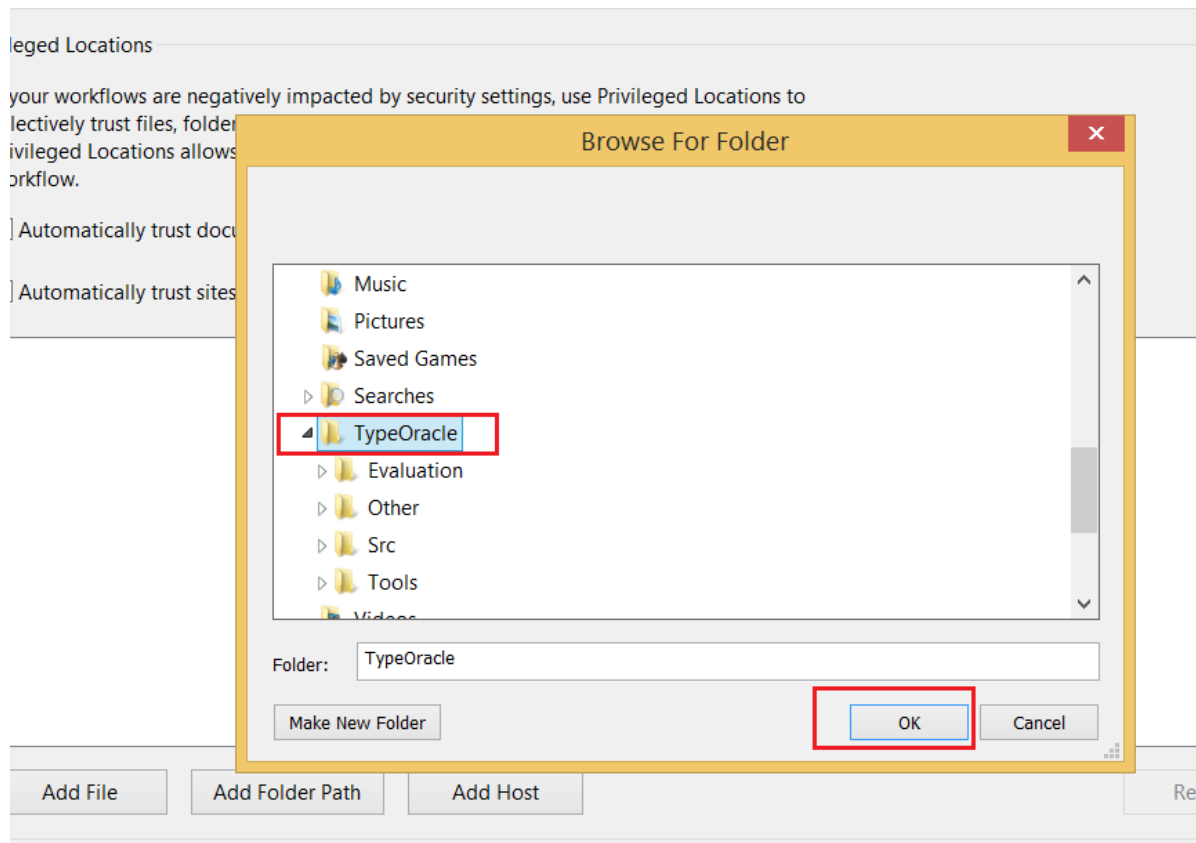 leged Locations
your workflows are negatively impacted by security settings, use Privileged Locations to
lectively trust files, folder
ivileged Locations allows
orkflow.
Automatically trust docu
Automatically trust sites
Browse For Folder
Music
Pictures
Saved Games
Searches
TypeOracle
Evaluation
Other
Src
Tools
Videos
Folder: TypeOracle
Make New Folder OK Cancel
Add File Add Folder Path Add Host Re